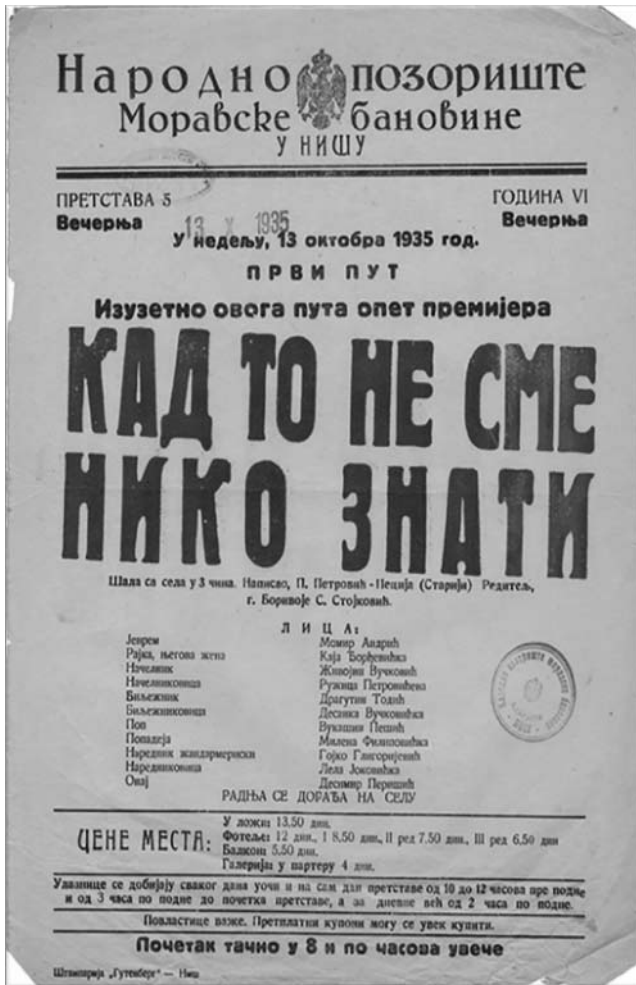 Народно позориште
Моравске бановине
У НИШУ
ПРЕТСТАВА 5 ГОДИНА VI
Вечерња Вечерња
13 X 1935
У недељу, 13 октобра 1935 год.
ПРВИ ПУТ
Изузетно овога пута опет премијера
КАД ТО НЕ СМЕ
НИКО ЗНАТИ
Шала са села у 3 чина. Написао, П. Петровић - Пеција (Старији) Редитељ,
г. Боривоје С. Стојковић.
ЛИЦА:
Јеврем Момир Андрић
Рајка, његова жена Каја Ђорђевићка
Начелник Живојин Вучковић
Начелниковица Ружица Петровићева
Биљежник Драгутин Тодић
Биљежниковица Десанка Вучковићка
Поп Вукашин Пешић
Попадеја Милена Филиповићка
Наредник жандармериски Гојко Глигоријевић
Наредниковица Лела Јоковићка
Онај Десимир Перишић
РАДЊА СЕ ДОРАЂА НА СЕЛУ
ЦЕНЕ МЕСТА:
У ложи: 13.50 дин.
Фотеље: 12 дин., I 8.50 дин., II ред 7.50 дин., III ред 6.50 дин
Балкон: 5.50 дин.
Галерија: у партеру 4 дин.
Улазнице се добијају сваког дана уочи и на сам дан претставе од 10 до 12 часова пре подне
и од 3 часа по подне до почетка претставе, а за дневне већ од 2 часа по подне.
Повластице важе. Претплатни купони могу се увек купити.
Почетак тачно у 8 и по часова увече
Штампарија „Гутенберг" — Ниш